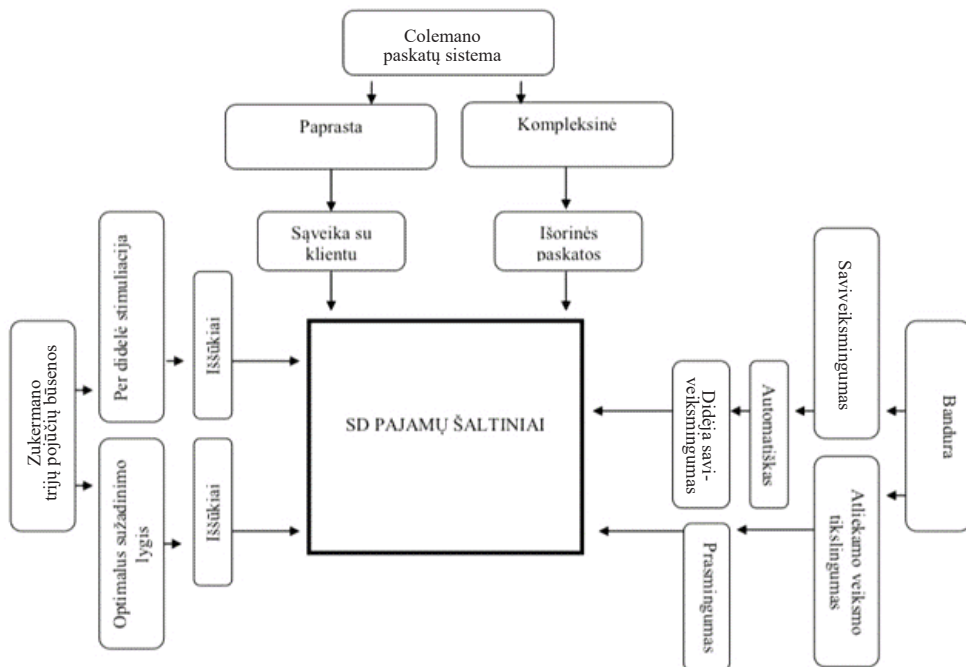 Colemano
paskatų sistema
Paprasta
Kompleksinė
Sąveika su
klientu
Išorinės
paskatos
Zukermano
trijų pojūčių būsenos
Per didelė stimuliacija
Iššūkiai
Optimalus sužadinimo
lygis
Iššūkiai
SD PAJAMŲ ŠALTINIAI
Didėja savi-
veiksmingumas
Automatiškas
Saviveiksmingumas
Bandura
Prasmingumas
Atliekamo veiksmo
tikslingumas